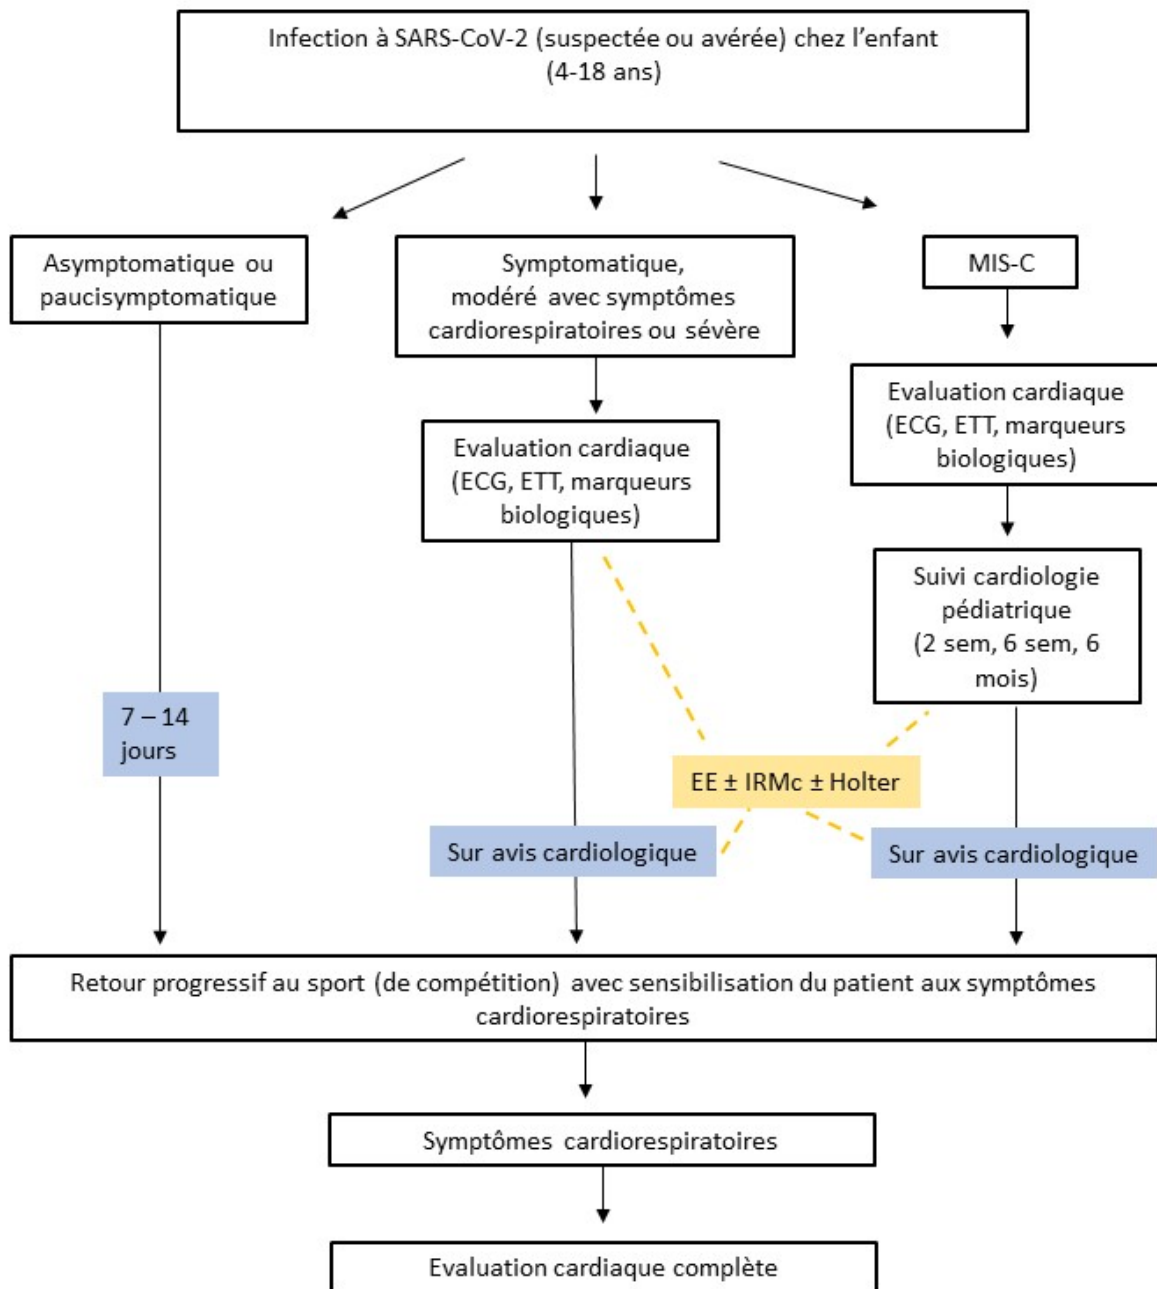 Infection à SARS-CoV-2 (suspectée ou avérée) chez l’enfant
(4-18 ans)
Asymptomatique ou
paucisymptomatique
Symptomatique,
modéré avec symptômes
cardiorespiratoires ou sévère
MIS-C
Evaluation cardiaque
(ECG, ETT, marqueurs
biologiques)
Evaluation cardiaque
(ECG, ETT, marqueurs
biologiques)
Suivi cardiologie
pédiatrique
(2 sem, 6 sem, 6
mois)
7 – 14
jours
EE ± IRMc ± Holter
Sur avis cardiologique
Sur avis cardiologique
Retour progressif au sport (de compétition) avec sensibilisation du patient aux symptômes
cardiorespiratoires
Symptômes cardiorespiratoires
Evaluation cardiaque complète